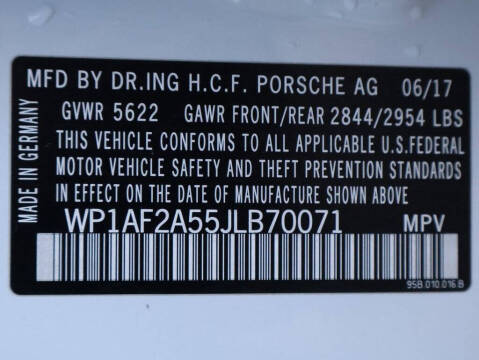 MFD BY DR.ING H.C.F. PORSCHE AG 06/17
GVWR 5622 GAWR FRONT/REAR 2844/2954 LBS
THIS VEHICLE CONFORMS TO ALL APPLICABLE U.S.FEDERAL
MOTOR VEHICLE SAFETY AND THEFT PREVENTION STANDARDS
IN EFFECT ON THE DATE OF MANUFACTURE SHOWN ABOVE
WP1AF2A55JLB70071 MPV
95B.010.016.B
MADE IN GERMANY